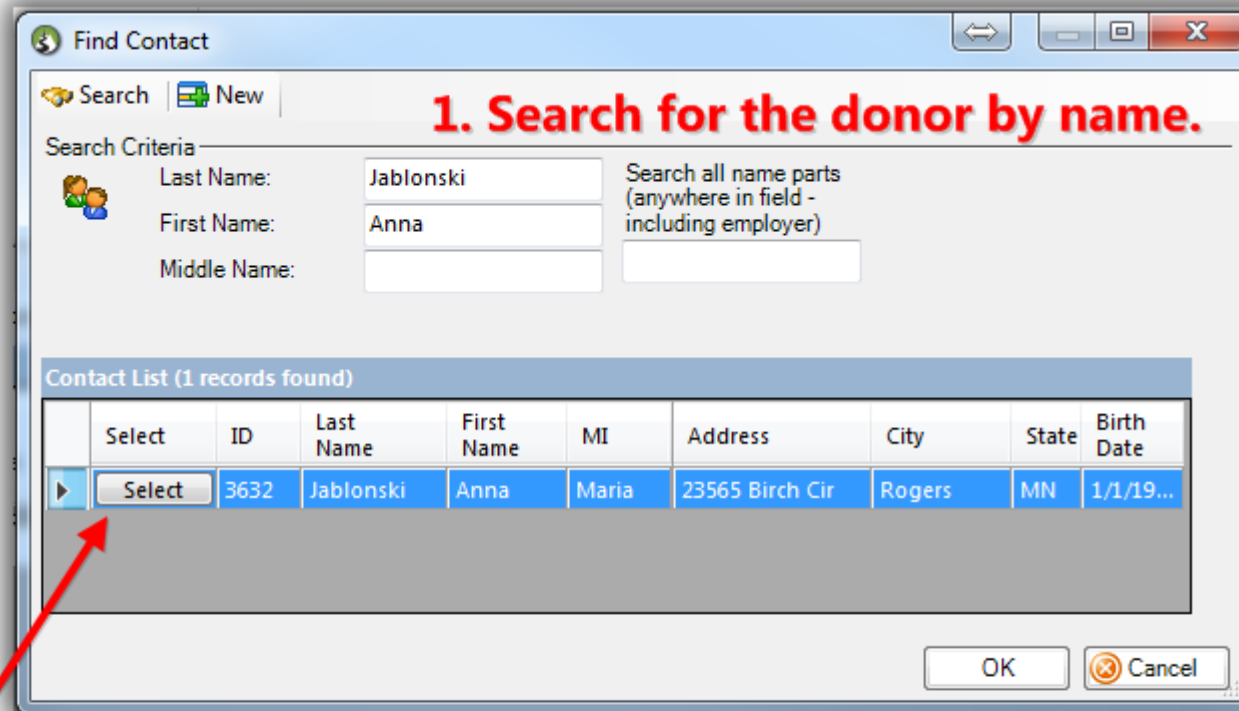 Find Contact
Search New
1. Search for the donor by name.
Search Criteria
Last Name: Jablonski
Search all name parts
(anywhere in field -
including employer)
First Name: Anna
Middle Name:
Contact List (1 records found)
Select ID Last Name First Name MI Address City State Birth Date
Select 3632 Jablonski Anna Maria 23565 Birch Cir Rogers MN 1/1/19...
OK Cancel